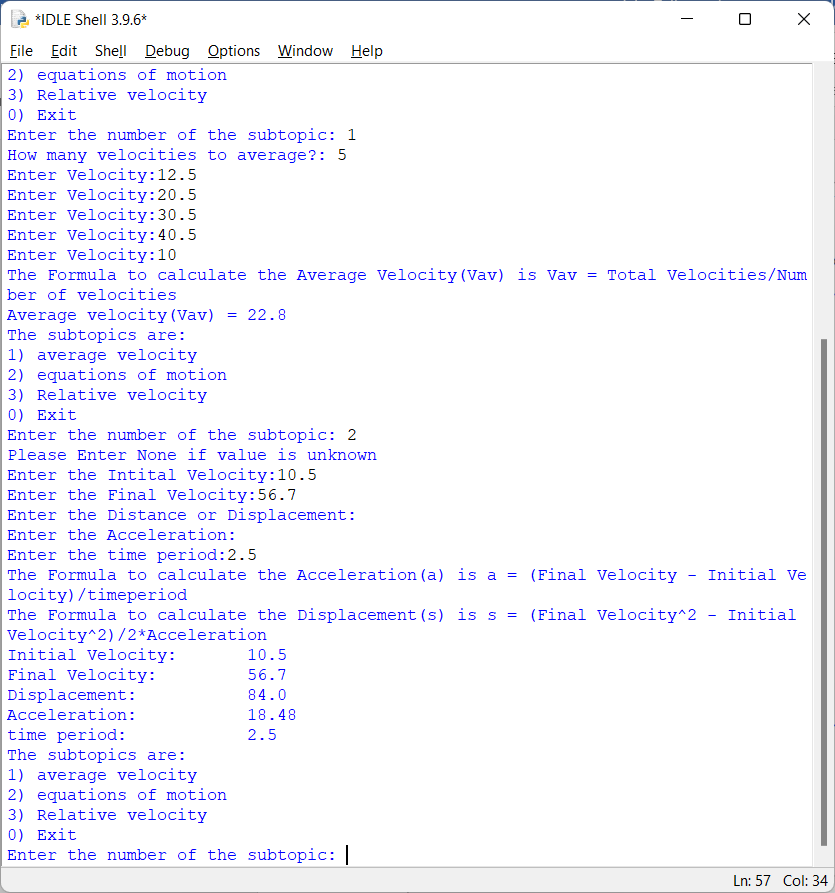 *IDLE Shell 3.9.6*
File Edit Shell Debug Options Window Help
2) equations of motion
3) Relative velocity
0) Exit
Enter the number of the subtopic: 1
How many velocities to average?: 5
Enter Velocity:12.5
Enter Velocity:20.5
Enter Velocity:30.5
Enter Velocity:40.5
Enter Velocity:10
The Formula to calculate the Average Velocity(Vav) is Vav = Total Velocities/Num
ber of velocities
Average velocity(Vav) = 22.8
The subtopics are:
1) average velocity
2) equations of motion
3) Relative velocity
0) Exit
Enter the number of the subtopic: 2
Please Enter None if value is unknown
Enter the Intital Velocity:10.5
Enter the Final Velocity:56.7
Enter the Distance or Displacement:
Enter the Acceleration:
Enter the time period:2.5
The Formula to calculate the Acceleration(a) is a = (Final Velocity - Initial Ve
locity)/timeperiod
The Formula to calculate the Displacement(s) is s = (Final Velocity^2 - Initial
Velocity^2)/2*Acceleration
Initial Velocity: 10.5
Final Velocity: 56.7
Displacement: 84.0
Acceleration: 18.48
time period: 2.5
The subtopics are:
1) average velocity
2) equations of motion
3) Relative velocity
0) Exit
Enter the number of the subtopic:
Ln: 57 Col: 34